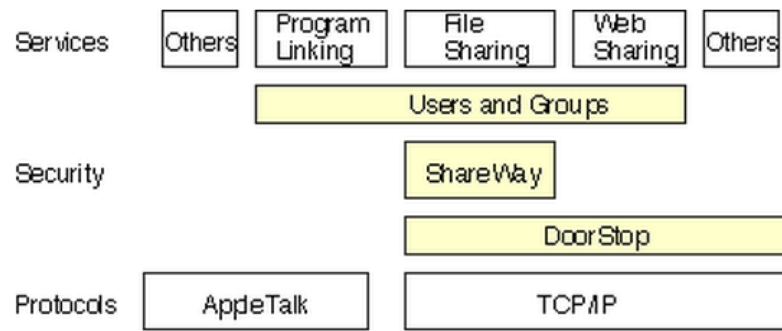 Services
Others
Program
Linking
File
Sharing
Web
Sharing
Others
Users and Groups
Security
ShareWay
DoorStop
Protocols
AppleTalk
TCP/IP